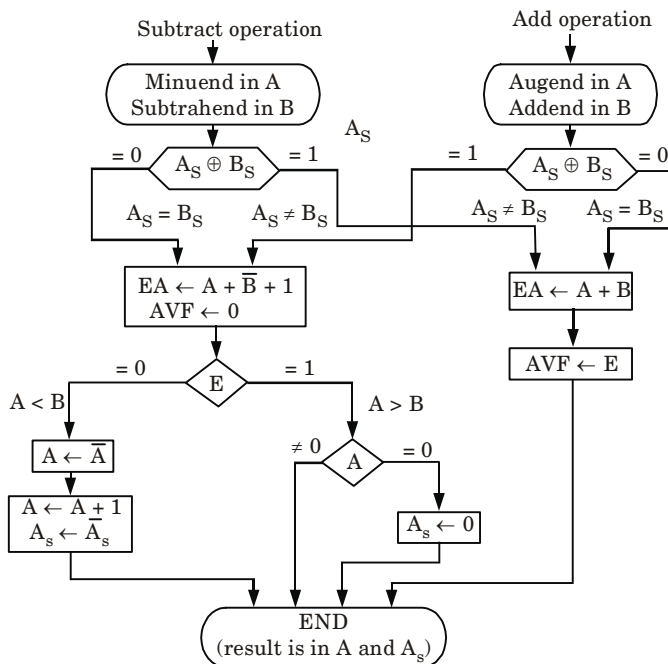 Subtract operation
Add operation
Minuend in A
Subtrahend in B
Augend in A
Addend in B
A_S
= 0
A_S ⊕ B_S
= 1
= 1
A_S ⊕ B_S
= 0
A_S = B_S
A_S ≠ B_S
A_S ≠ B_S
A_S = B_S
EA ← A + B̅ + 1
AVF ← 0
EA ← A + B
= 0
E
= 1
AVF ← E
A < B
A > B
A ← A̅
≠ 0
A
= 0
A ← A + 1
A_s ← A̅_s
A_s ← 0
END
(result is in A and A_s)